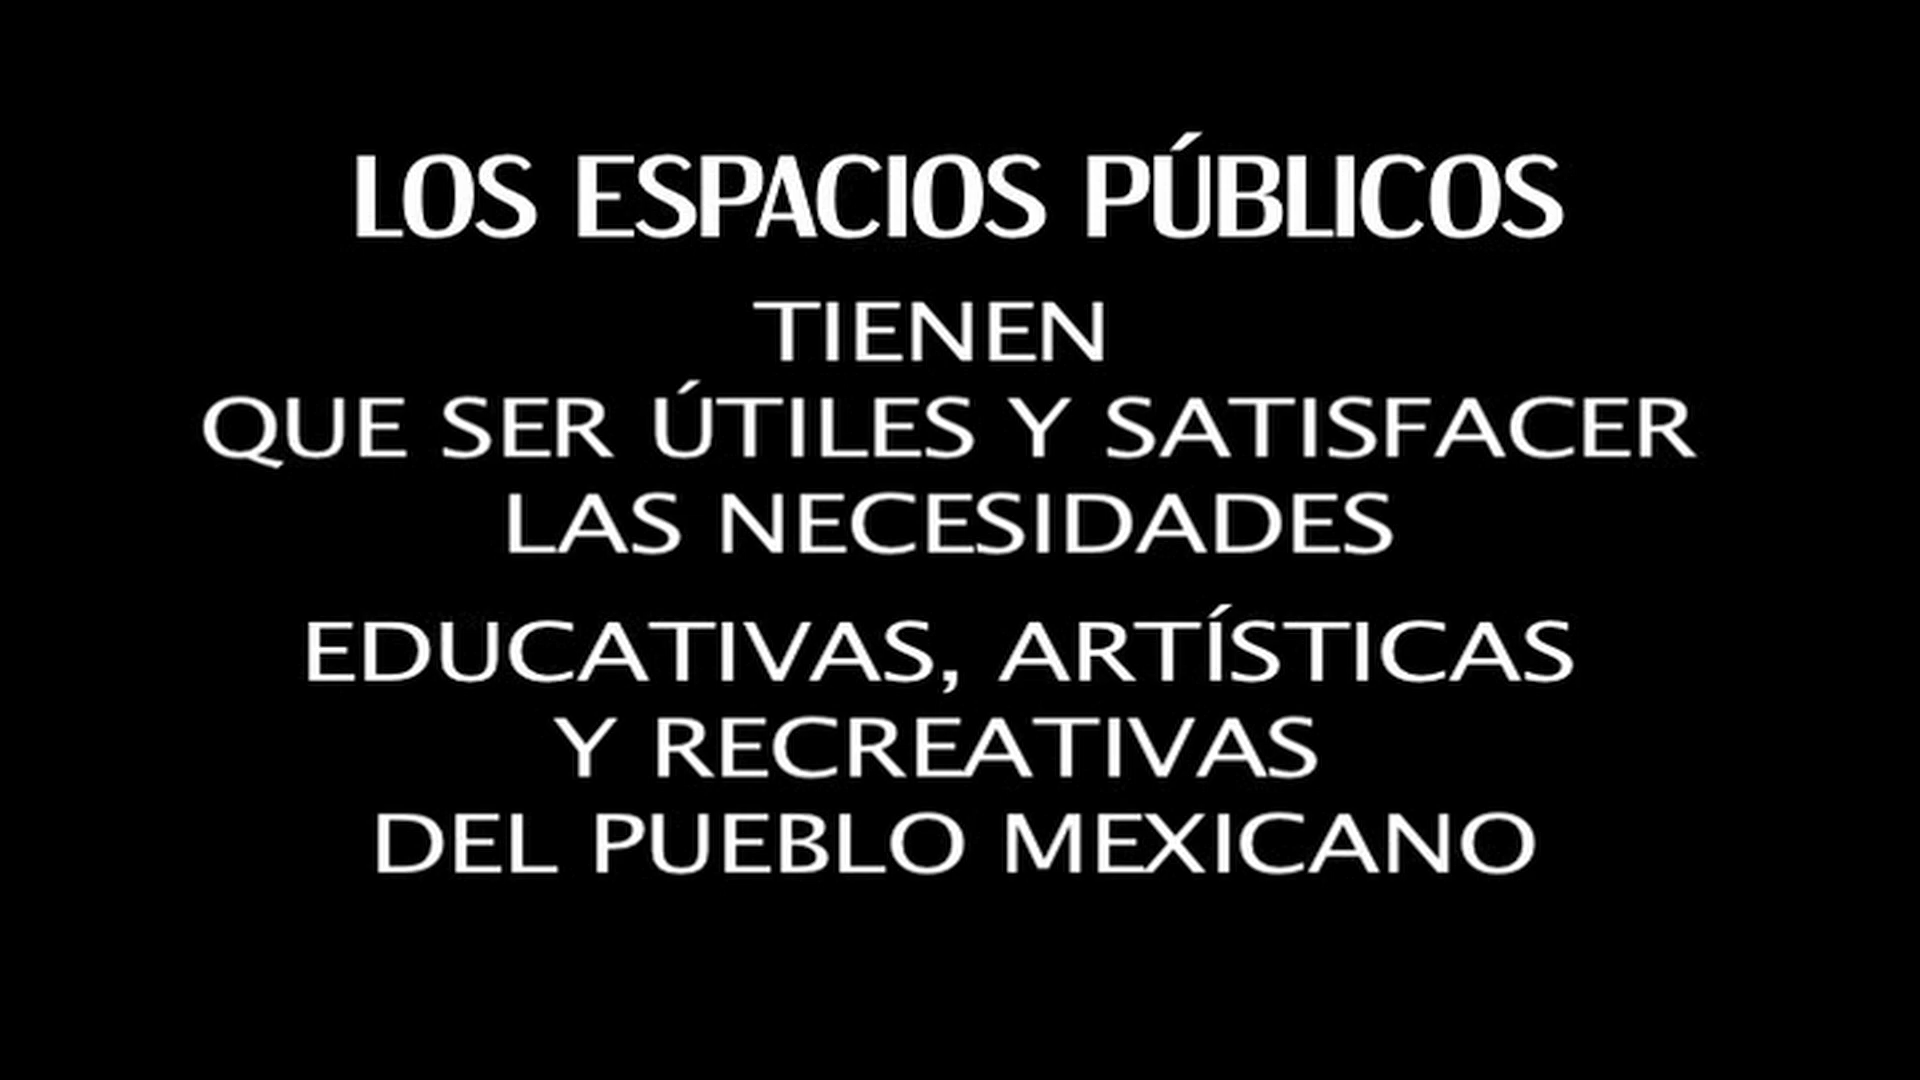 LOS ESPACIOS PÚBLICOS
TIENEN
QUE SER ÚTILES Y SATISFACER
LAS NECESIDADES
EDUCATIVAS, ARTÍSTICAS
Y RECREATIVAS
DEL PUEBLO MEXICANO